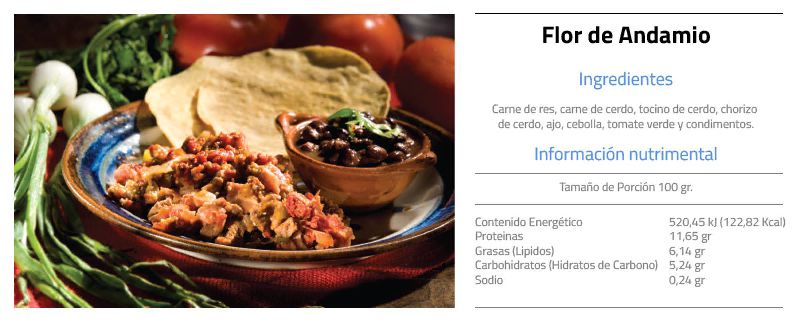 Flor de Andamio
Ingredientes
Carne de res, carne de cerdo, tocino de cerdo, chorizo
de cerdo, ajo, cebolla, tomate verde y condimentos.
Información nutrimental
Tamaño de Porción 100 gr.
Contenido Energético 520,45 kJ (122,82 Kcal)
Proteinas 11,65 gr
Grasas (Lipidos) 6,14 gr
Carbohidratos (Hidratos de Carbono) 5,24 gr
Sodio 0,24 gr